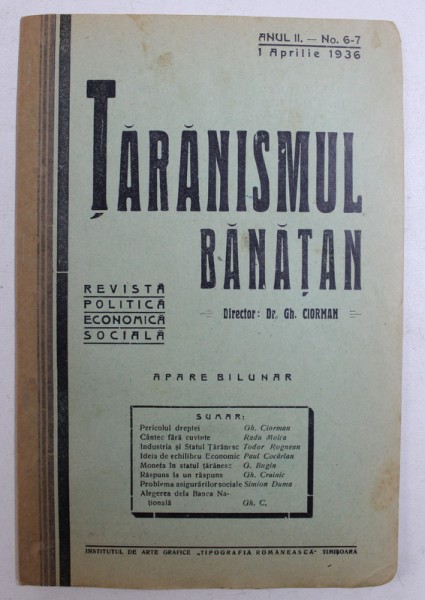 ANUL II. — No. 6-7
1 Aprilie 1936
ȚĂRĂNISMUL
BĂNĂȚAN
REVISTĂ
POLITICĂ
ECONOMICĂ
SOCIALĂ
Director: Dr. Gh. CIORMAN
APARE BILUNAR
SUMAR:
Pericolul dreptei Gh. Ciorman
Cântec fără cuvinte Radu Moira
Industria și Statul Țărănesc Todor Rognean
Ideia de echilibru Economic Paul Cocârlan
Moneta în statul țărănesc G. Bugin
Răspuns la un răspuns Gh. Crainic
Problema asigurărilor sociale Simion Duma
Alegerea dela Banca Na-
țională Gh. C.
INSTITUTUL DE ARTE GRAFICE „TIPOGRAFIA ROMÂNEASCĂ" TIMIȘOARA